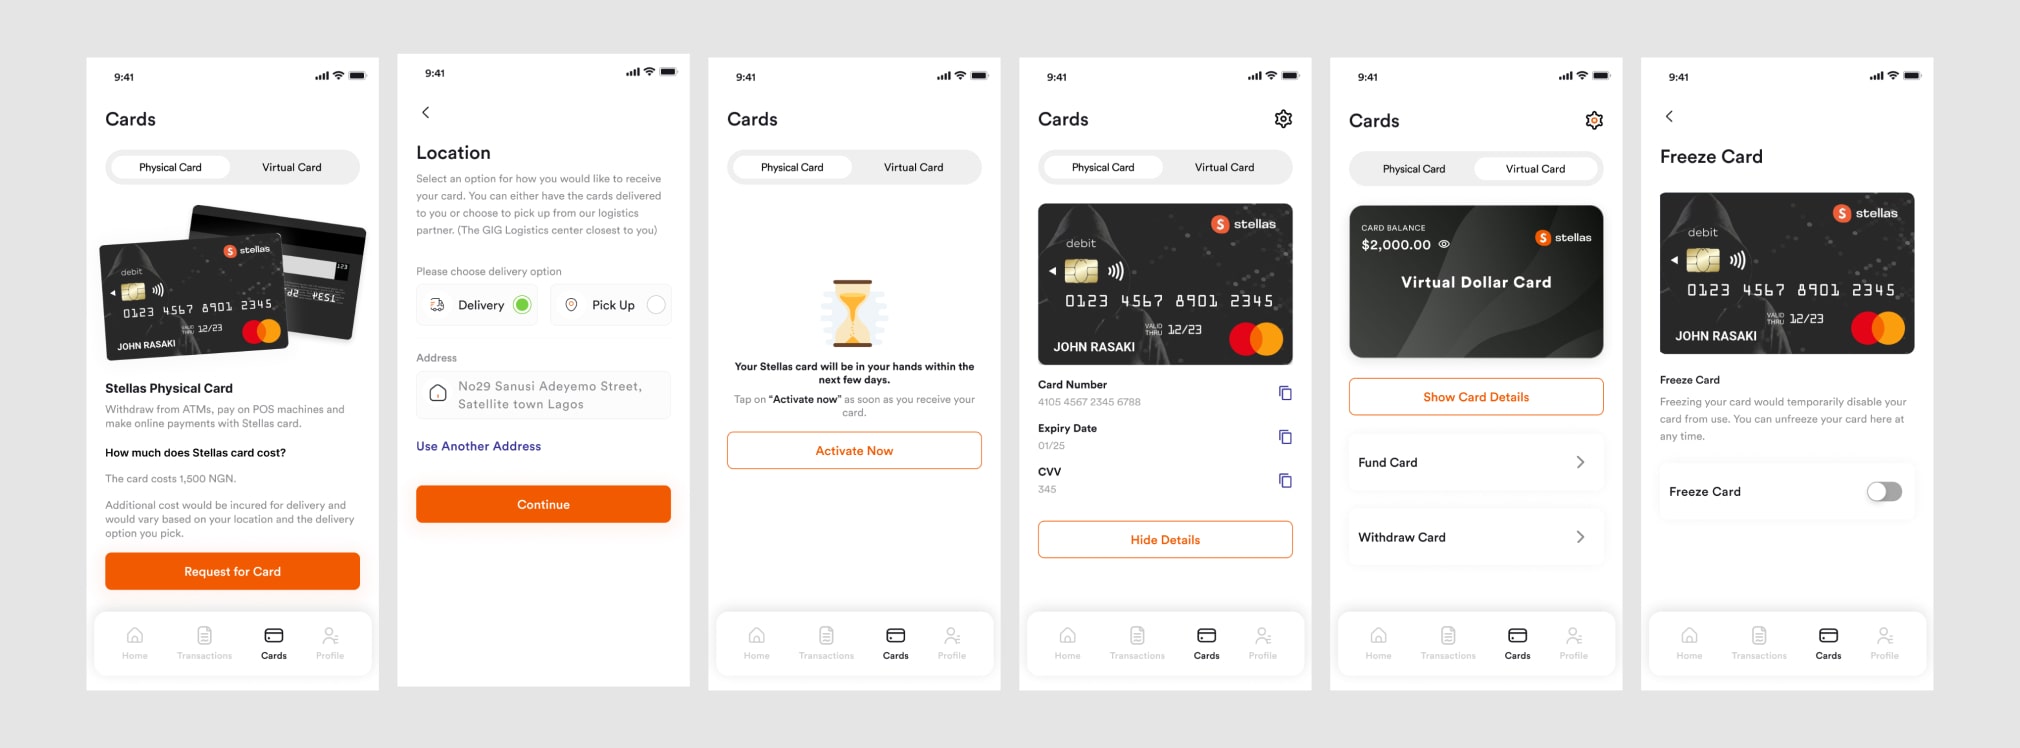 9:41
Cards
Physical Card
Virtual Card
stellas
debit
0123 4567 8901 2345
VALID THRU 12/23
JOHN RASAKI
123
Stellas Physical Card
Withdraw from ATMs, pay on POS machines and
make online payments with Stellas card.
How much does Stellas card cost?
The card costs 1,500 NGN.
Additional cost would be incured for delivery and
would vary based on your location and the delivery
option you pick.
Request for Card
Home
Transactions
Cards
Profile
9:41
Location
Select an option for how you would like to receive
your card. You can either have the cards delivered
to you or choose to pick up from our logistics
partner. (The GIG Logistics center closest to you)
Please choose delivery option
Delivery
Pick Up
Address
No29 Sanusi Adeyemo Street,
Satellite town Lagos
Use Another Address
Continue
9:41
Cards
Physical Card
Virtual Card
Your Stellas card will be in your hands within the
next few days.
Tap on “Activate now” as soon as you receive your
card.
Activate Now
Home
Transactions
Cards
Profile
9:41
Cards
Physical Card
Virtual Card
stellas
debit
0123 4567 8901 2345
VALID THRU 12/23
JOHN RASAKI
Card Number
4105 4567 2345 6788
Expiry Date
01/25
CVV
345
Hide Details
Home
Transactions
Cards
Profile
9:41
Cards
Physical Card
Virtual Card
CARD BALANCE
$2,000.00
stellas
Virtual Dollar Card
Show Card Details
Fund Card
Withdraw Card
Home
Transactions
Cards
Profile
9:41
Freeze Card
stellas
debit
0123 4567 8901 2345
VALID THRU 12/23
JOHN RASAKI
Freeze Card
Freezing your card would temporarily disable your
card from use. You can unfreeze your card here at
any time.
Freeze Card
Home
Transactions
Cards
Profile